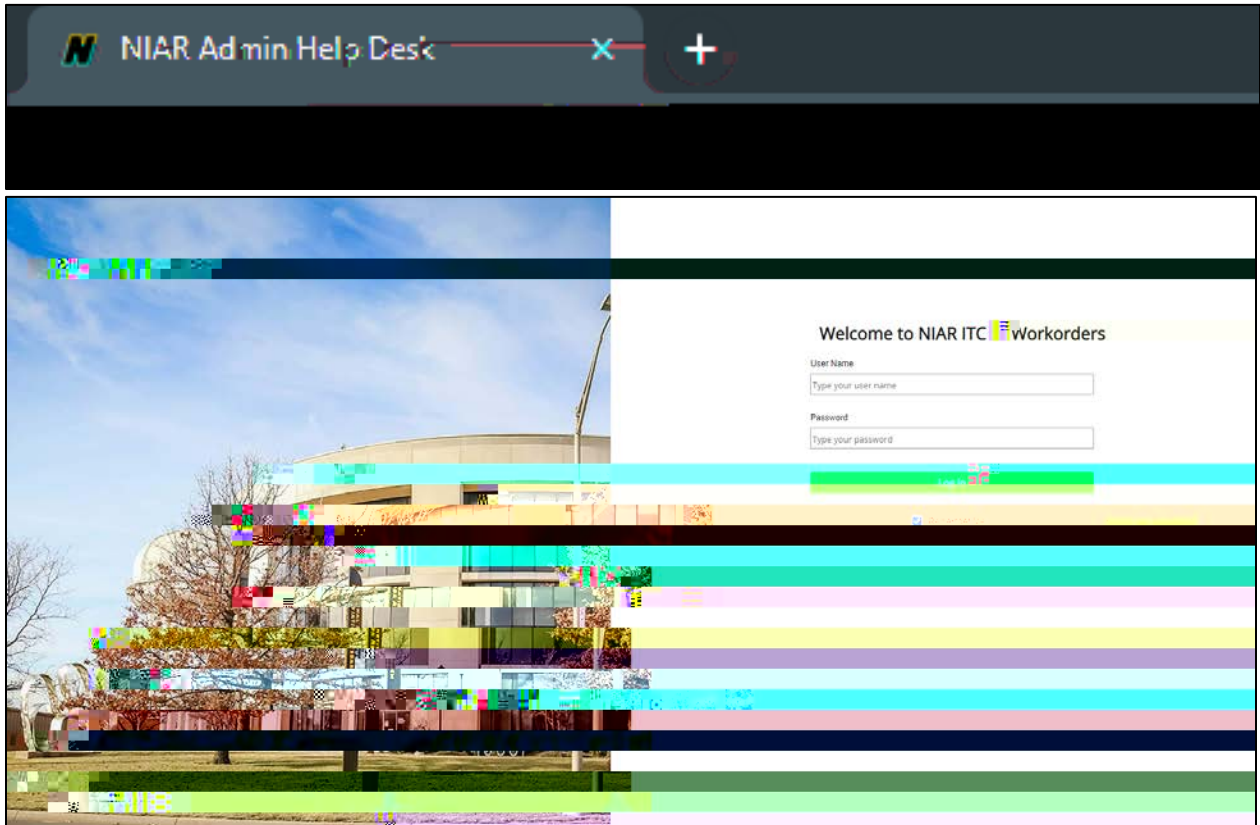 NIAR Admin Help Desk
Welcome to NIAR ITC Workorders
User Name
Type your user name
Password
Type your password